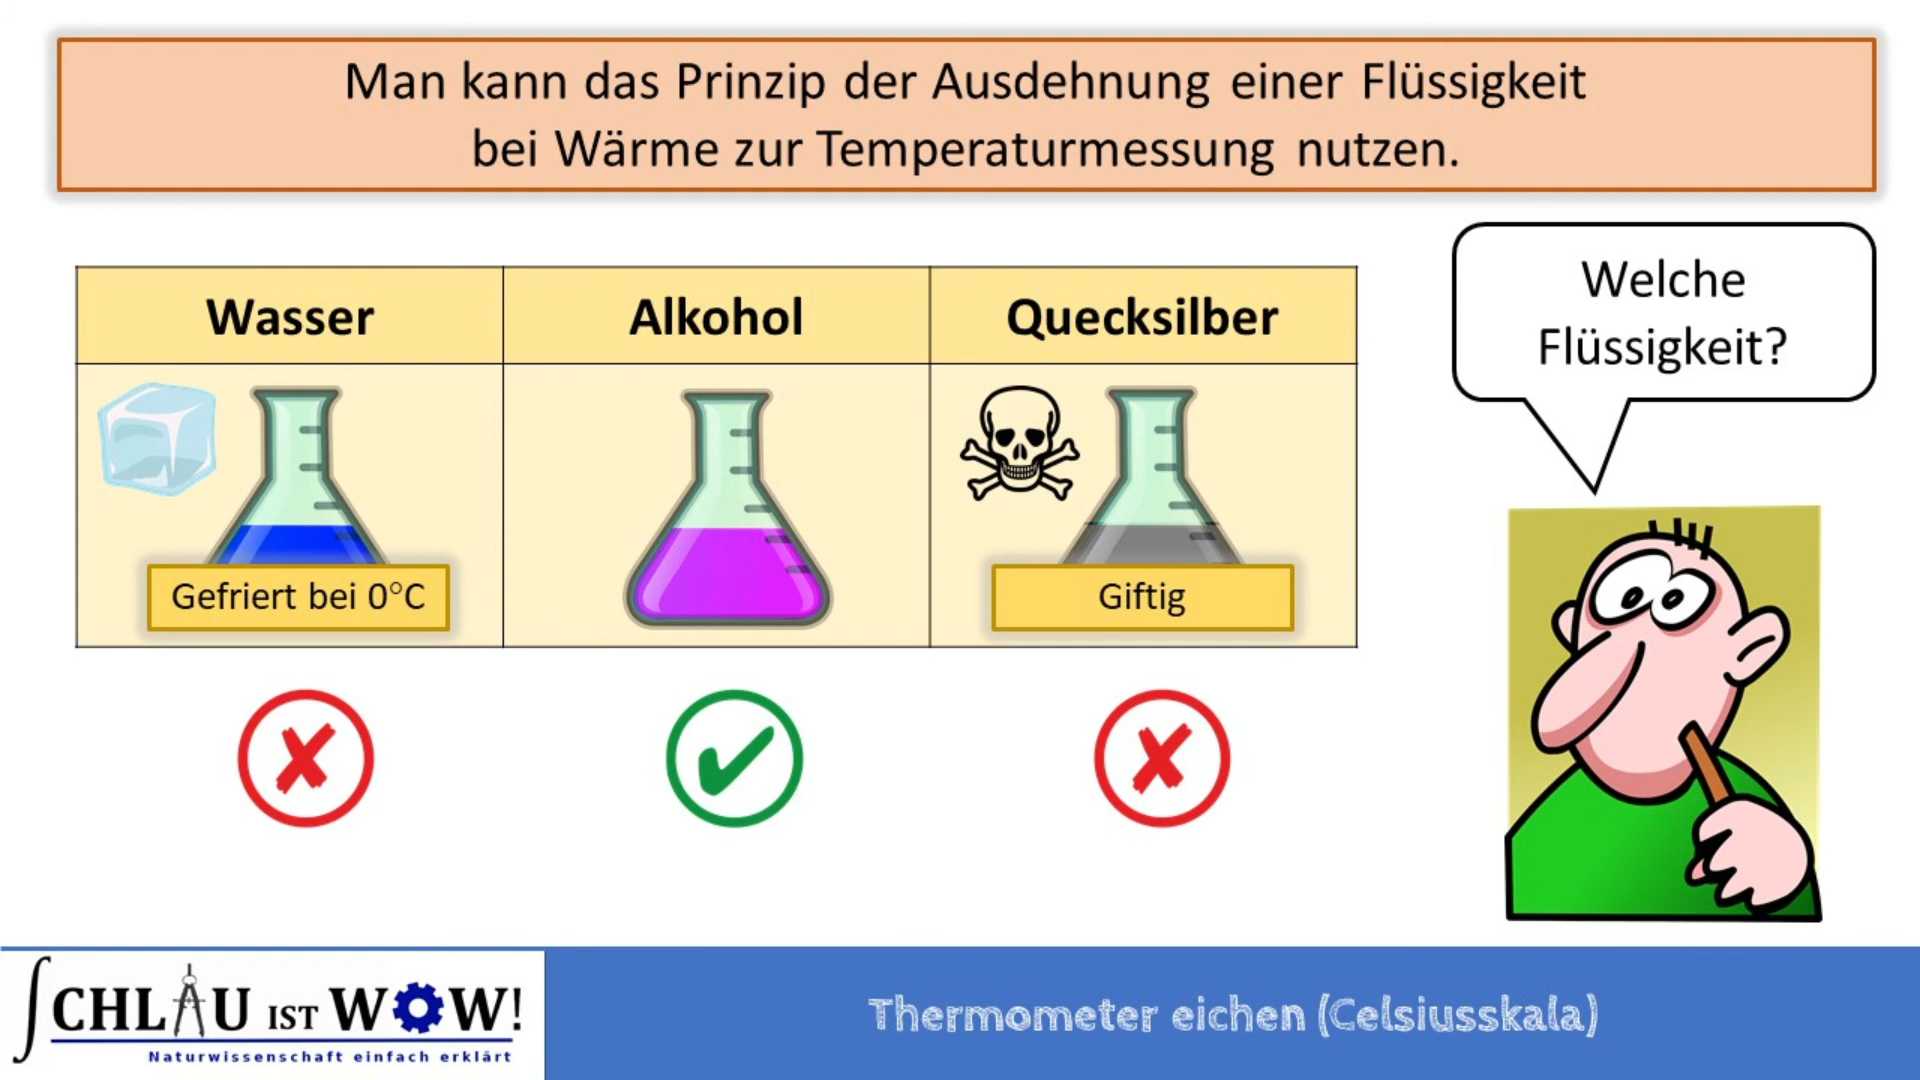 Man kann das Prinzip der Ausdehnung einer Flüssigkeit
bei Wärme zur Temperaturmessung nutzen.
Wasser
Alkohol
Quecksilber
Gefriert bei 0°C
Giftig
Welche
Flüssigkeit?
SCHLAU IST WOW!
Naturwissenschaft einfach erklärt
Thermometer eichen (Celsiusskala)